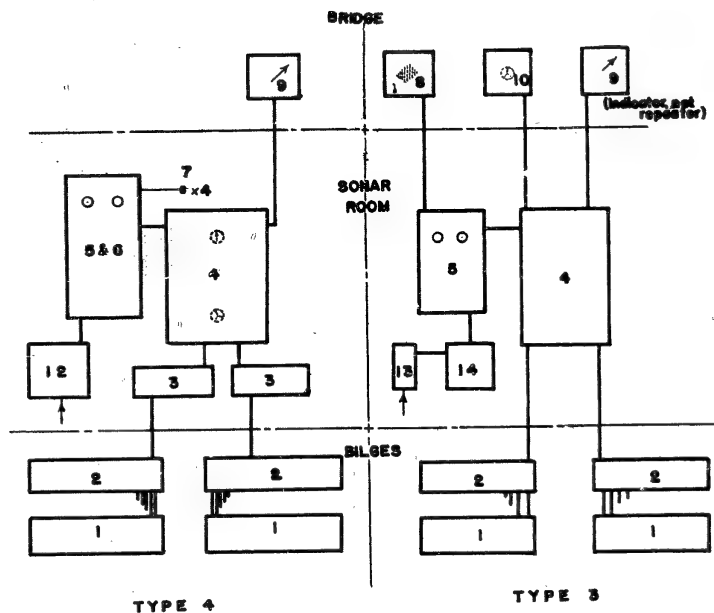 BRIDGE
9
8
10
9
(Indicator, not
repeater)
7
x4
SONAR
ROOM
5&6
4
5
4
12
3
3
13
14
BILGES
2
2
2
2
1
1
1
1
TYPE 4
TYPE 3